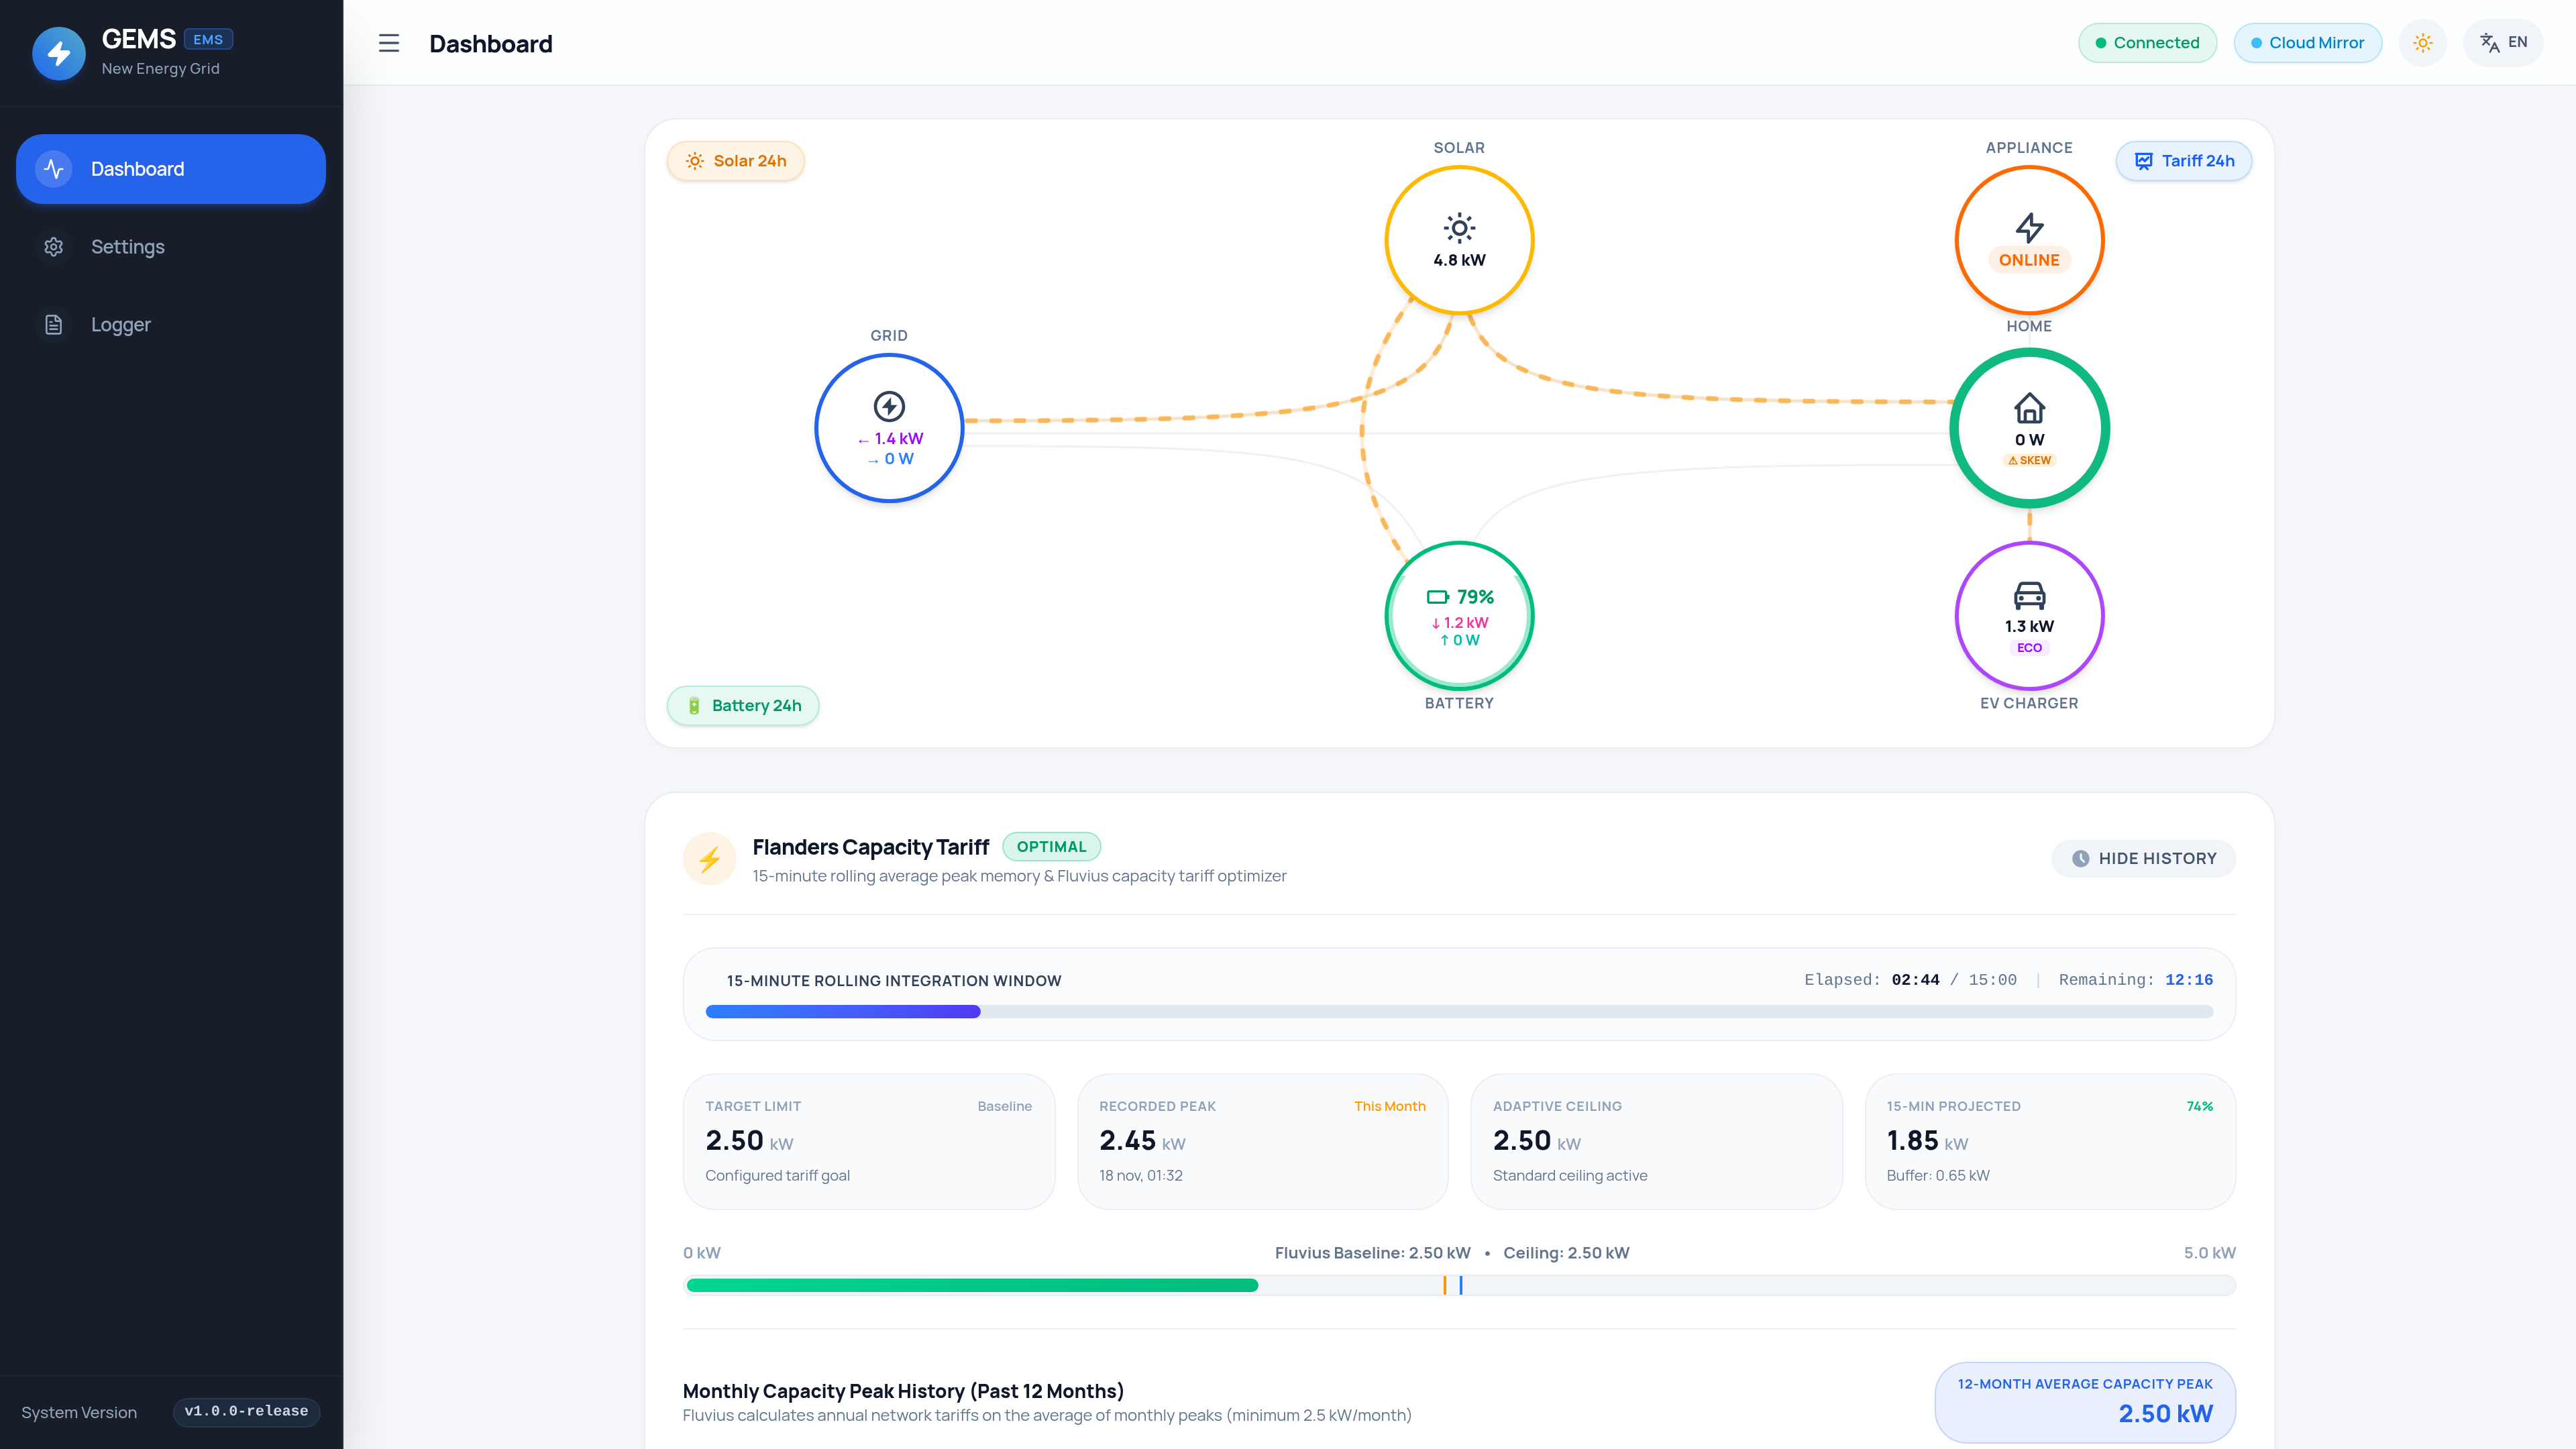 GEMS EMS
New Energy Grid
Dashboard
Settings
Logger
System Version v1.0.0-release
Dashboard
Connected
Cloud Mirror
EN
Solar 24h
SOLAR
4.8 kW
APPLIANCE
ONLINE
Tariff 24h
GRID
← 1.4 kW
→ 0 W
HOME
0 W
⚠ SKEW
79%
↓ 1.2 kW
↑ 0 W
BATTERY
1.3 kW
ECO
EV CHARGER
Battery 24h
Flanders Capacity Tariff OPTIMAL
15-minute rolling average peak memory & Fluvius capacity tariff optimizer
HIDE HISTORY
15-MINUTE ROLLING INTEGRATION WINDOW
Elapsed: 02:44 / 15:00 | Remaining: 12:16
TARGET LIMIT Baseline
2.50 kW
Configured tariff goal
RECORDED PEAK This Month
2.45 kW
18 nov, 01:32
ADAPTIVE CEILING
2.50 kW
Standard ceiling active
15-MIN PROJECTED 74%
1.85 kW
Buffer: 0.65 kW
0 kW
Fluvius Baseline: 2.50 kW • Ceiling: 2.50 kW
5.0 kW
Monthly Capacity Peak History (Past 12 Months)
Fluvius calculates annual network tariffs on the average of monthly peaks (minimum 2.5 kW/month)
12-MONTH AVERAGE CAPACITY PEAK
2.50 kW